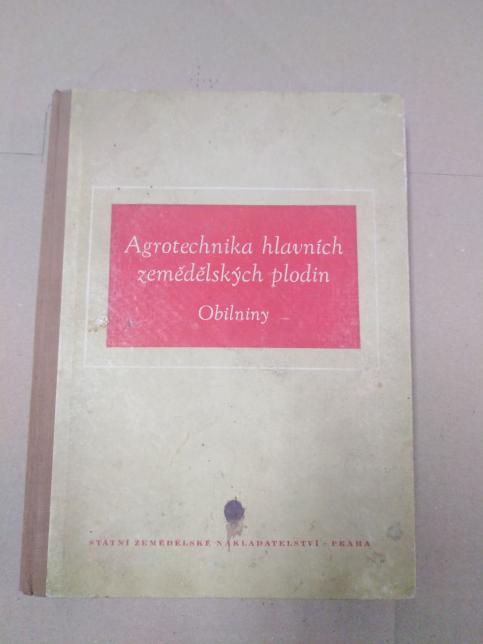 Agrotechnika hlavních
zemědělských plodin
Obilniny
STÁTNÍ ZEMĚDĚLSKÉ NAKLADATELSTVÍ - PRAHA